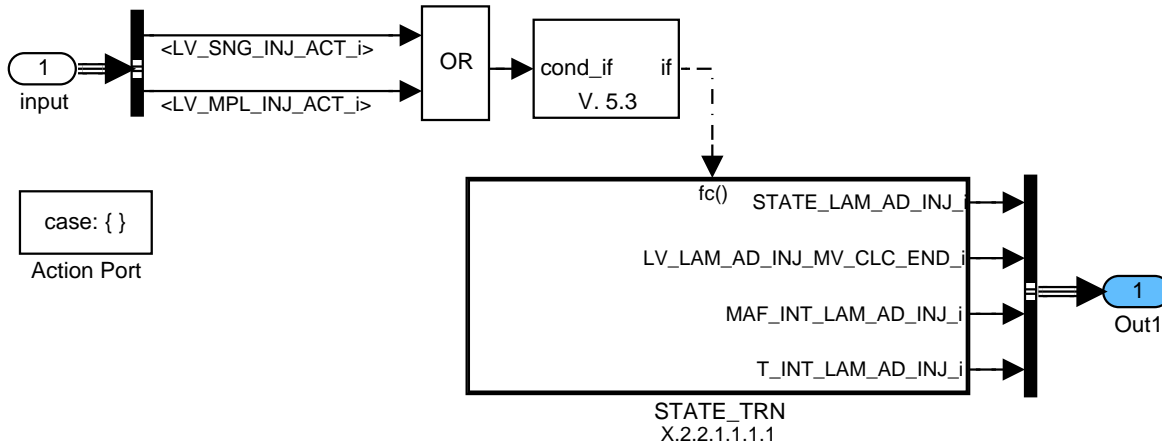 1
input
<LV_SNG_INJ_ACT_i>
<LV_MPL_INJ_ACT_i>
OR
cond_if if
V. 5.3
case: { }
Action Port
fc()
STATE_LAM_AD_INJ_i
LV_LAM_AD_INJ_MV_CLC_END_i
MAF_INT_LAM_AD_INJ_i
T_INT_LAM_AD_INJ_i
STATE_TRN
X.2.2.1.1.1.1
1
Out1